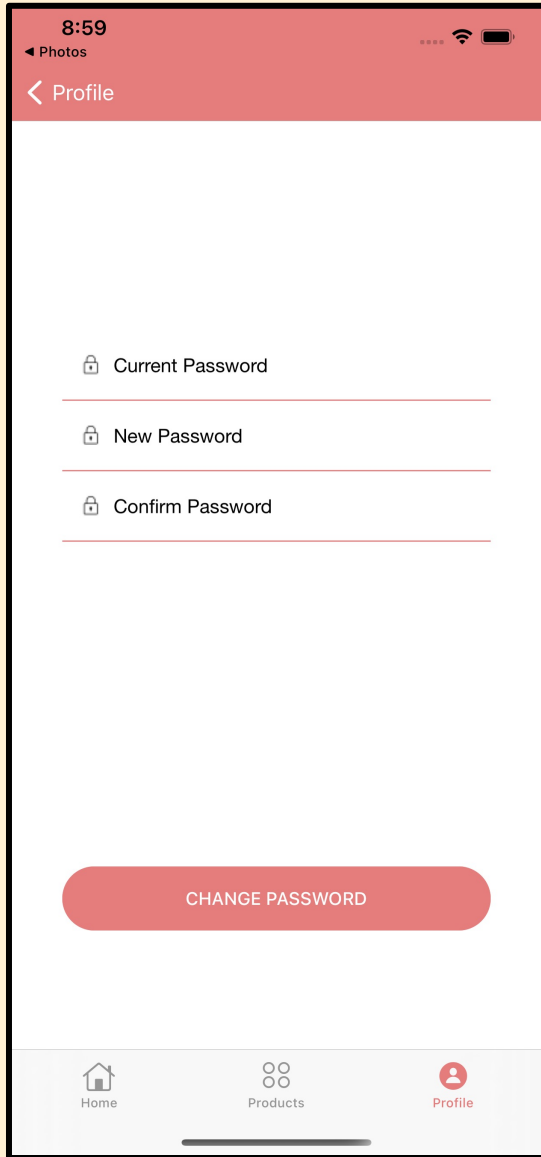 8:59
◀ Photos
Profile
Current Password
New Password
Confirm Password
CHANGE PASSWORD
Home Products Profile